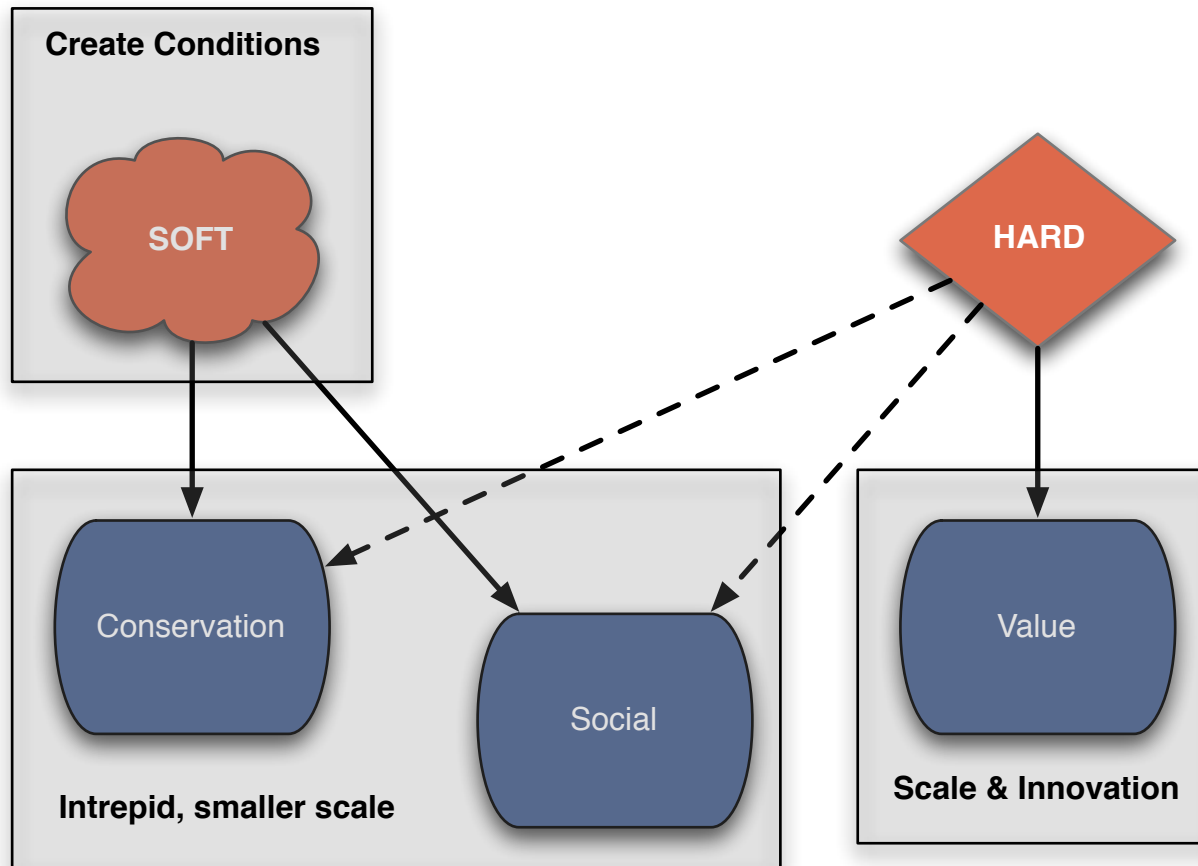 Create Conditions
SOFT
HARD
Conservation
Value
Social
Intrepid, smaller scale
Scale & Innovation